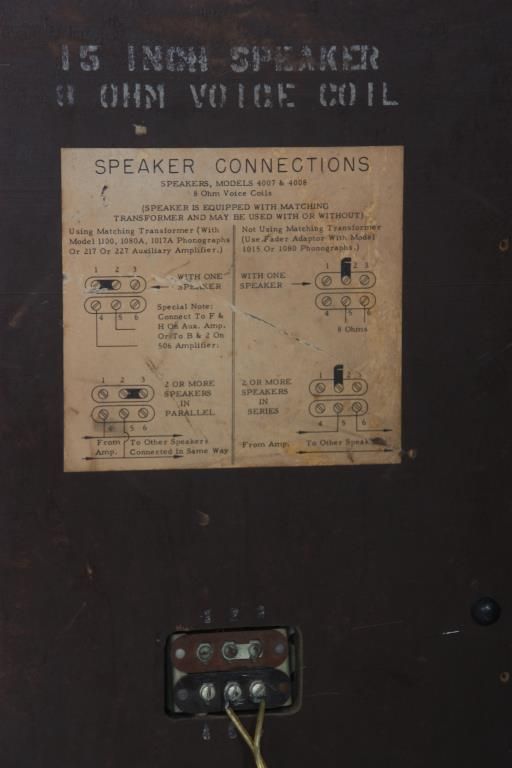 15 INCH SPEAKER
8 OHM VOICE COIL
SPEAKER CONNECTIONS
SPEAKERS, MODELS 4007 & 4008
8 Ohm Voice Coils
(SPEAKER IS EQUIPPED WITH MATCHING
TRANSFORMER AND MAY BE USED WITH OR WITHOUT)
Using Matching Transformer (With
Model 1100, 1080A, 1017A Phonographs
Or 217 Or 227 Auxiliary Amplifier.)
1 2 3
WITH ONE
SPEAKER
4 5 6
Special Note:
Connect To F &
H On Aux. Amp.
Or To B & 2 On
506 Amplifier.
1 2 3
2 OR MORE
SPEAKERS
IN
PARALLEL
4 5 6
From
Amp.
To Other Speakers
Connected In Same Way
Not Using Matching Transformer
(Use Fader Adaptor With Model
1015 Or 1080 Phonographs.)
WITH ONE
SPEAKER
1 2 3
4 5 6
8 Ohms
2 OR MORE
SPEAKERS
IN
SERIES
1 2 3
4 5 6
From Amp.
To Other